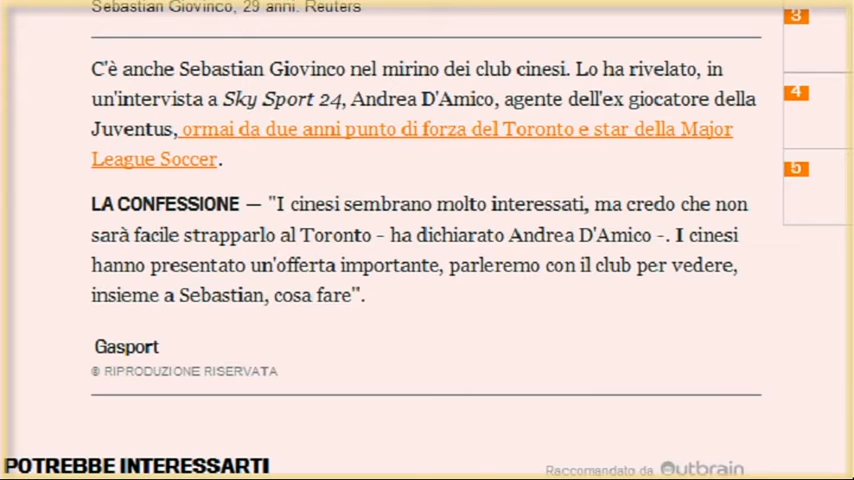 Sebastian Giovinco, 29 anni. Reuters
3
C'è anche Sebastian Giovinco nel mirino dei club cinesi. Lo ha rivelato, in
un'intervista a Sky Sport 24, Andrea D'Amico, agente dell'ex giocatore della
Juventus, ormai da due anni punto di forza del Toronto e star della Major
League Soccer.
4
5
LA CONFESSIONE — "I cinesi sembrano molto interessati, ma credo che non
sarà facile strapparlo al Toronto - ha dichiarato Andrea D'Amico -. I cinesi
hanno presentato un'offerta importante, parleremo con il club per vedere,
insieme a Sebastian, cosa fare".
Gasport
© RIPRODUZIONE RISERVATA
POTREBBE INTERESSARTI
Raccomandato da Outbrain